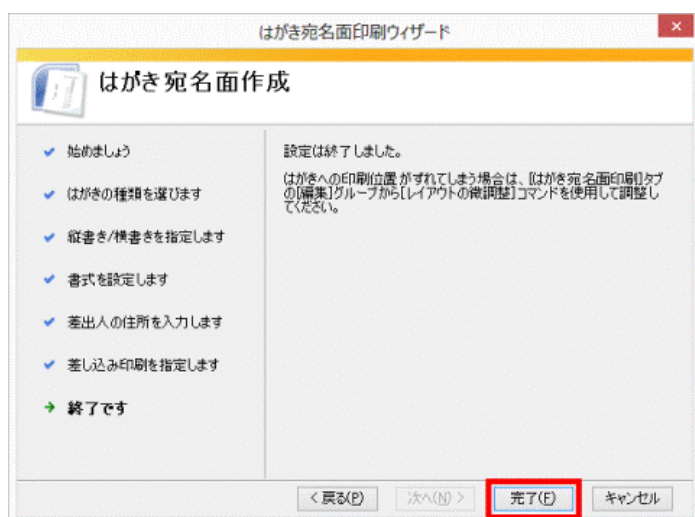 はがき宛名面印刷ウィザード
はがき宛名面作成
始めましょう
はがきの種類を選びます
縦書き/横書きを指定します
書式を設定します
差出人の住所を入力します
差し込み印刷を指定します
終了です
設定は終了しました。
はがきへの印刷位置がずれてしまう場合は、[はがき宛名面印刷]タブ
の[編集]グループから[レイアウトの微調整]コマンドを使用して調整し
てください。
< 戻る(P)
次へ(N) >
完了(F)
キャンセル